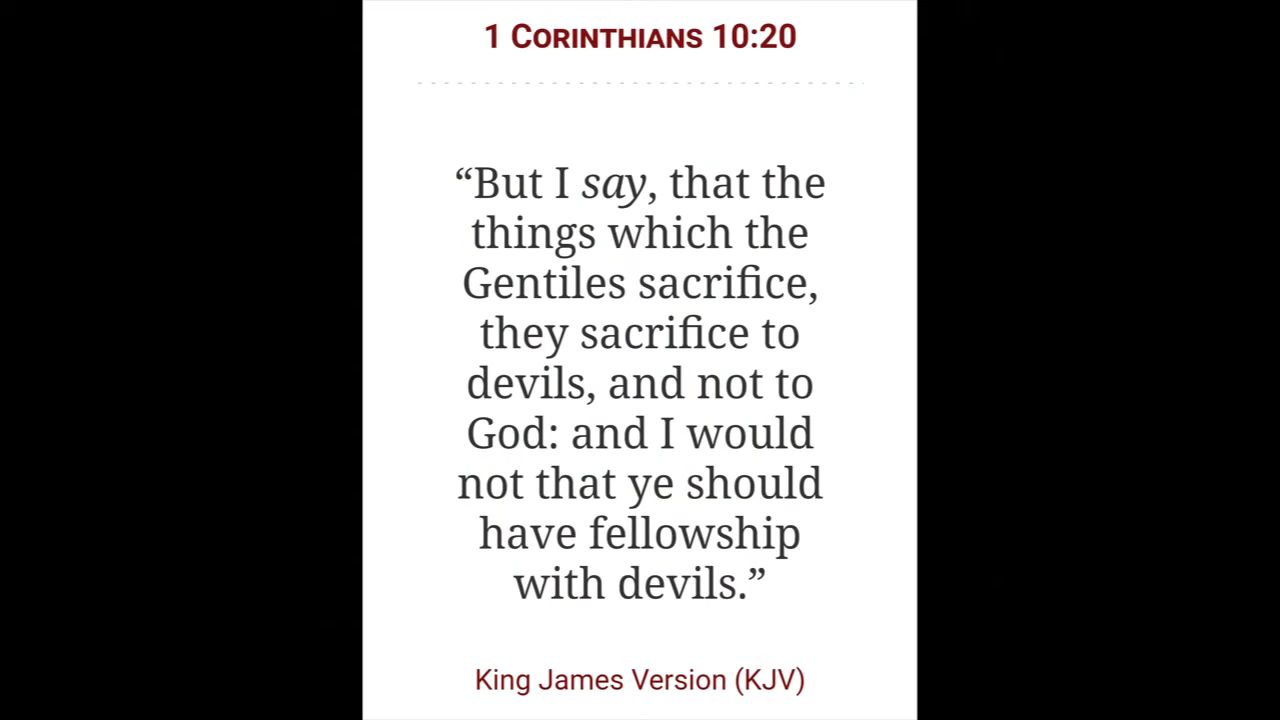 1 Corinthians 10:20
“But I say, that the
things which the
Gentiles sacrifice,
they sacrifice to
devils, and not to
God: and I would
not that ye should
have fellowship
with devils.”
King James Version (KJV)